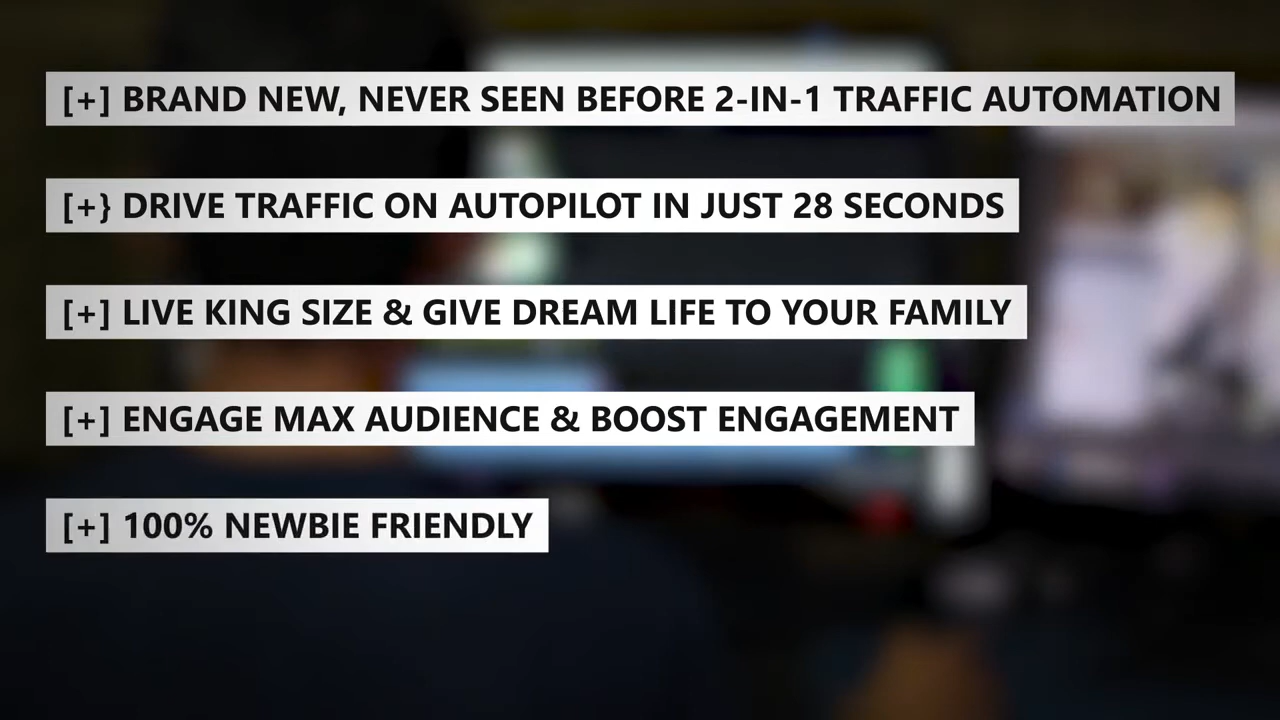 [+] BRAND NEW, NEVER SEEN BEFORE 2-IN-1 TRAFFIC AUTOMATION
[+} DRIVE TRAFFIC ON AUTOPILOT IN JUST 28 SECONDS
[+] LIVE KING SIZE & GIVE DREAM LIFE TO YOUR FAMILY
[+] ENGAGE MAX AUDIENCE & BOOST ENGAGEMENT
[+] 100% NEWBIE FRIENDLY